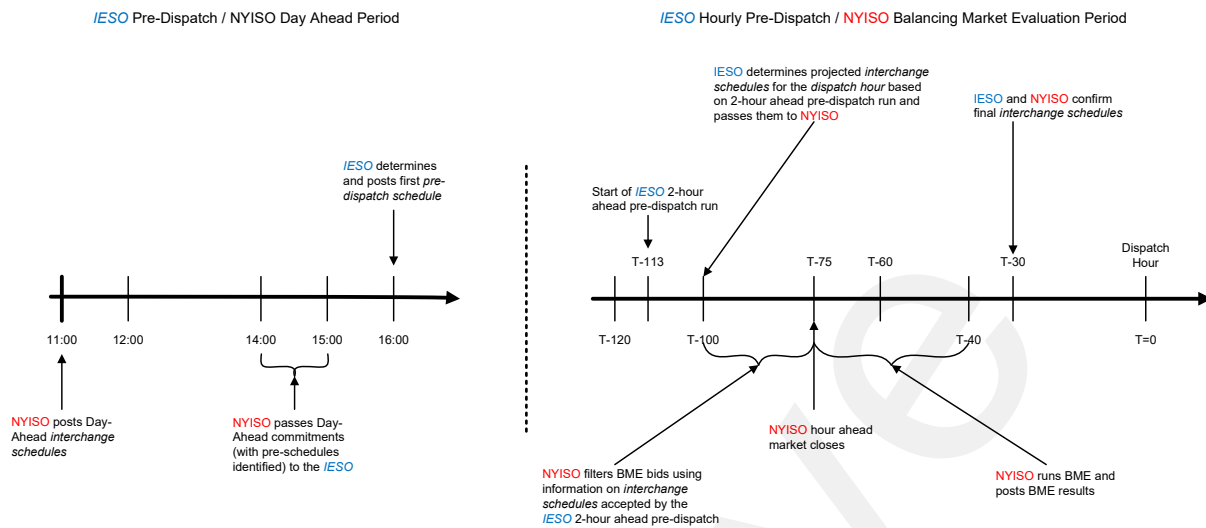 IESO Pre-Dispatch / NYISO Day Ahead Period
IESO determines
and posts first pre-
dispatch schedule
11:00
12:00
14:00
15:00
16:00
NYISO posts Day-
Ahead interchange
schedules
NYISO passes Day-
Ahead commitments
(with pre-schedules
identified) to the IESO
IESO Hourly Pre-Dispatch / NYISO Balancing Market Evaluation Period
IESO determines projected interchange
schedules for the dispatch hour based
on 2-hour ahead pre-dispatch run and
passes them to NYISO
IESO and NYISO confirm
final interchange schedules
Start of IESO 2-hour
ahead pre-dispatch run
T-113
T-75
T-60
T-30
Dispatch
Hour
T-120
T-100
T-40
T=0
NYISO hour ahead
market closes
NYISO filters BME bids using
information on interchange
schedules accepted by the
IESO 2-hour ahead pre-dispatch
NYISO runs BME and
posts BME results